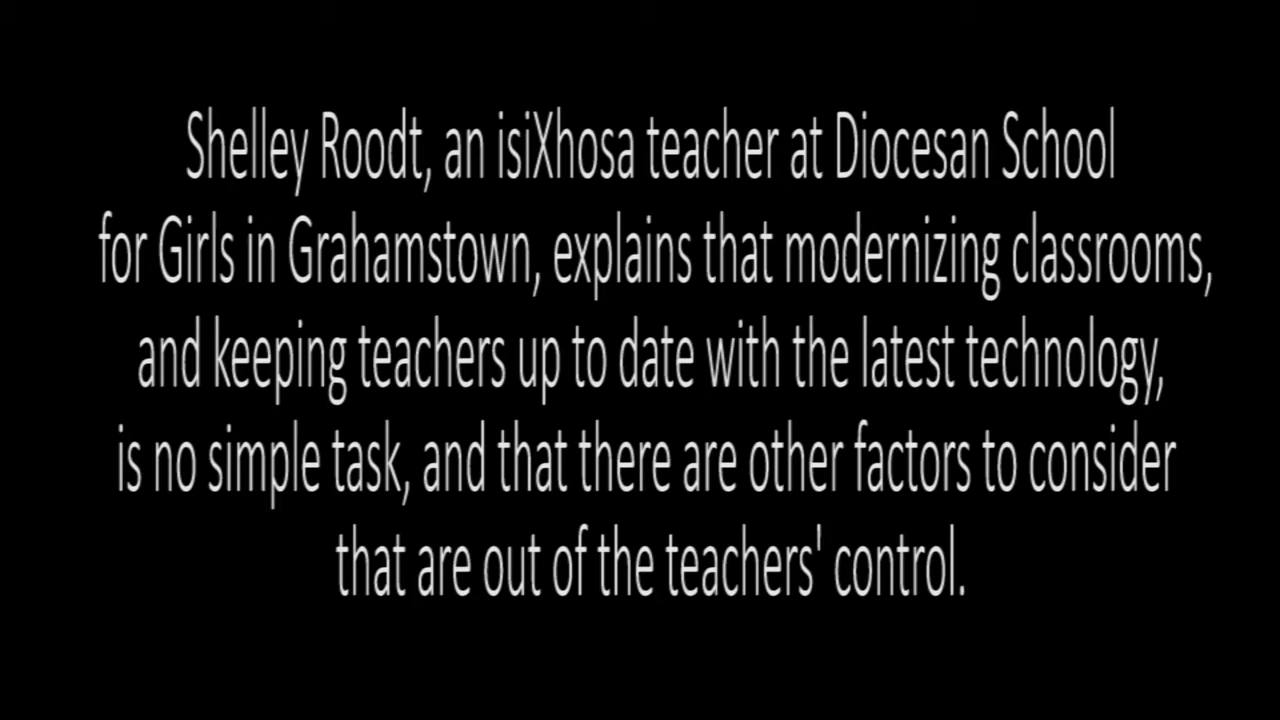 Shelley Roodt, an isiXhosa teacher at Diocesan School
for Girls in Grahamstown, explains that modernizing classrooms,
and keeping teachers up to date with the latest technology,
is no simple task, and that there are other factors to consider
that are out of the teachers' control.